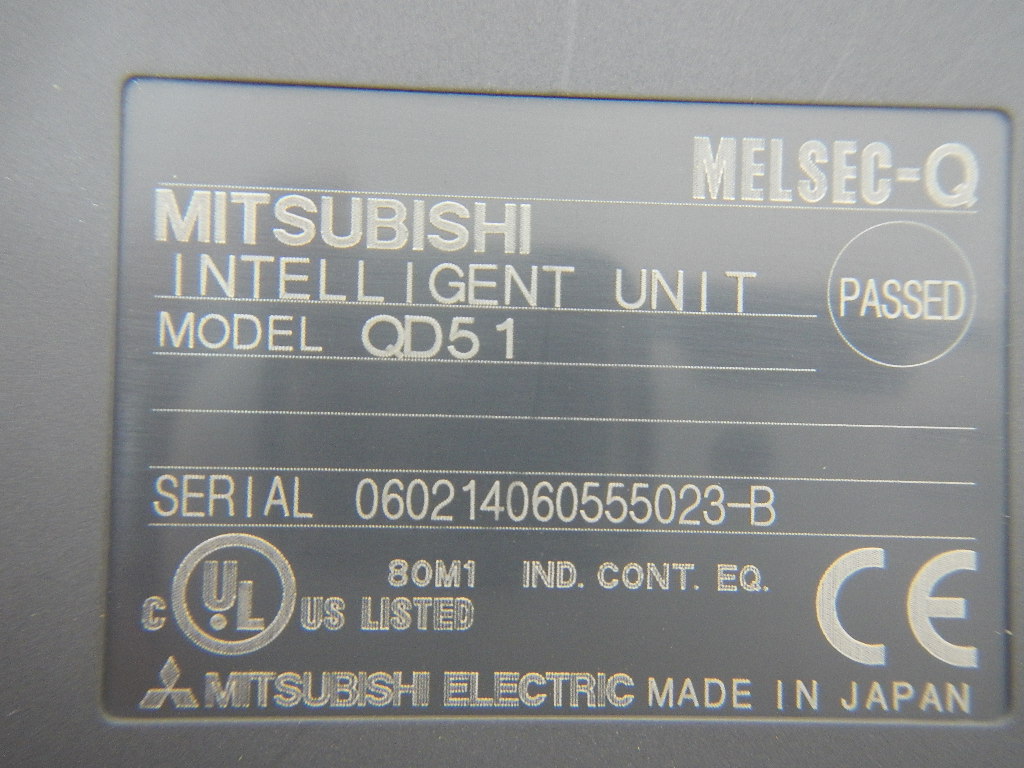 MELSEC-Q
MITSUBISHI
INTELLIGENT UNIT
PASSED
MODEL QD51
SERIAL 060214060555023-B
80M1 IND. CONT. EQ.
C UL US LISTED
CE
MITSUBISHI ELECTRIC MADE IN JAPAN